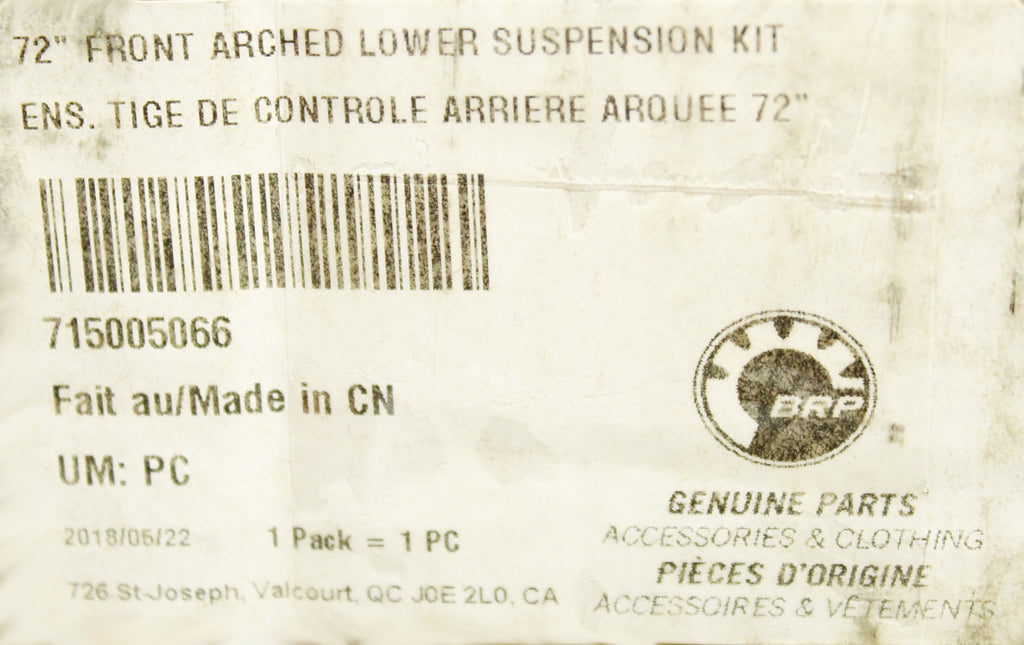 72" FRONT ARCHED LOWER SUSPENSION KIT
ENS. TIGE DE CONTROLE ARRIERE ARQUEE 72"
715005066
Fait au/Made in CN
UM: PC
2018/06/22 1 Pack = 1 PC
726 St-Joseph, Valcourt, QC J0E 2L0, CA
BRP
GENUINE PARTS
ACCESSORIES & CLOTHING
PIÈCES D'ORIGINE
ACCESSOIRES & VÊTEMENTS